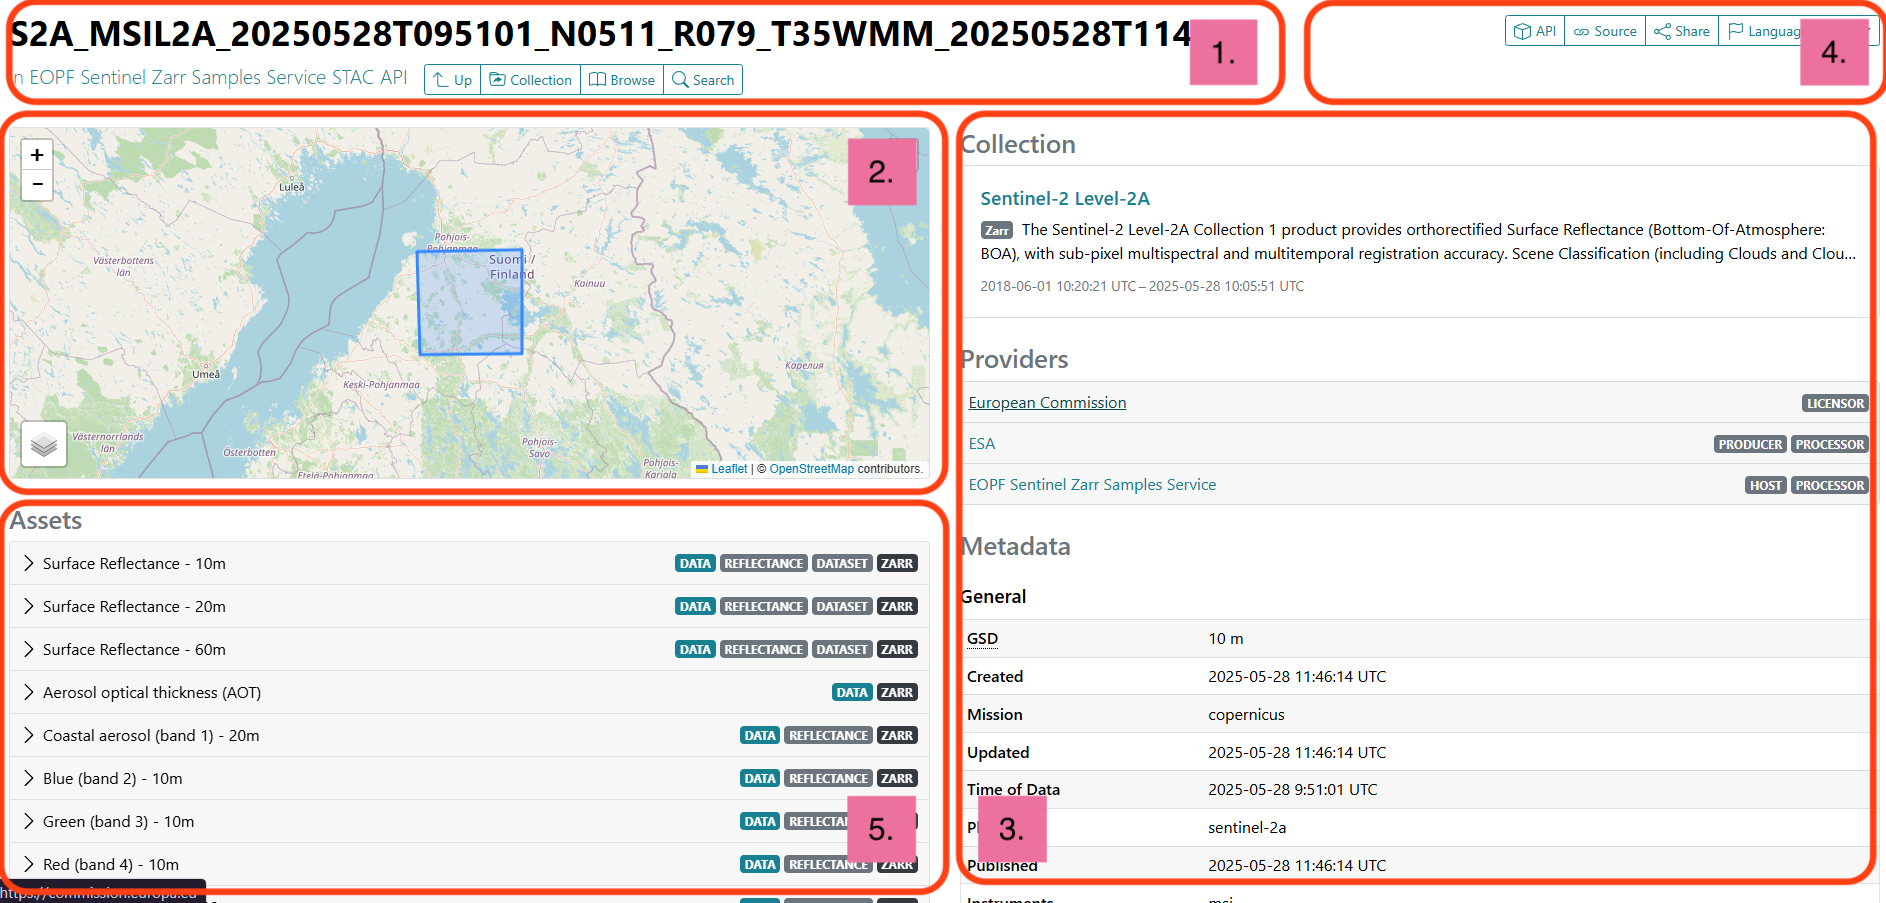 S2A_MSIL2A_20250528T095101_N0511_R079_T35WMM_20250528T114
1.
in EOPF Sentinel Zarr Samples Service STAC API
Up
Collection
Browse
Search
API
Source
Share
4.
+
−
2.
Luleå
Pohjois-
Pohjanmaa
Suomi /
Finland
Västerbottens
län
Kainuu
Umeå
Keski-Pohjanmaa
Карелия
Västernorrlands
län
Österbotten
Pohjois-
Savo
Pohjois-
Karjala
Etelä-Pohjanmaa
Leaflet | © OpenStreetMap contributors.
Assets
Surface Reflectance - 10m DATA REFLECTANCE DATASET ZARR
Surface Reflectance - 20m DATA REFLECTANCE DATASET ZARR
Surface Reflectance - 60m DATA REFLECTANCE DATASET ZARR
Aerosol optical thickness (AOT) DATA ZARR
Coastal aerosol (band 1) - 20m DATA REFLECTANCE ZARR
Blue (band 2) - 10m DATA REFLECTANCE ZARR
Green (band 3) - 10m DATA
5.
Red (band 4) - 10m DATA REFLECTANCE ZARR
https://commission.europa.eu
Collection
Sentinel-2 Level-2A
Zarr The Sentinel-2 Level-2A Collection 1 product provides orthorectified Surface Reflectance (Bottom-Of-Atmosphere:
BOA), with sub-pixel multispectral and multitemporal registration accuracy. Scene Classification (including Clouds and Clou...
2018-06-01 10:20:21 UTC – 2025-05-28 10:05:51 UTC
Providers
European Commission LICENSOR
ESA PRODUCER PROCESSOR
EOPF Sentinel Zarr Samples Service HOST PROCESSOR
Metadata
General
GSD 10 m
Created 2025-05-28 11:46:14 UTC
Mission copernicus
Updated 2025-05-28 11:46:14 UTC
Time of Data 2025-05-28 9:51:01 UTC
3.
sentinel-2a
Published 2025-05-28 11:46:14 UTC
Instruments msi